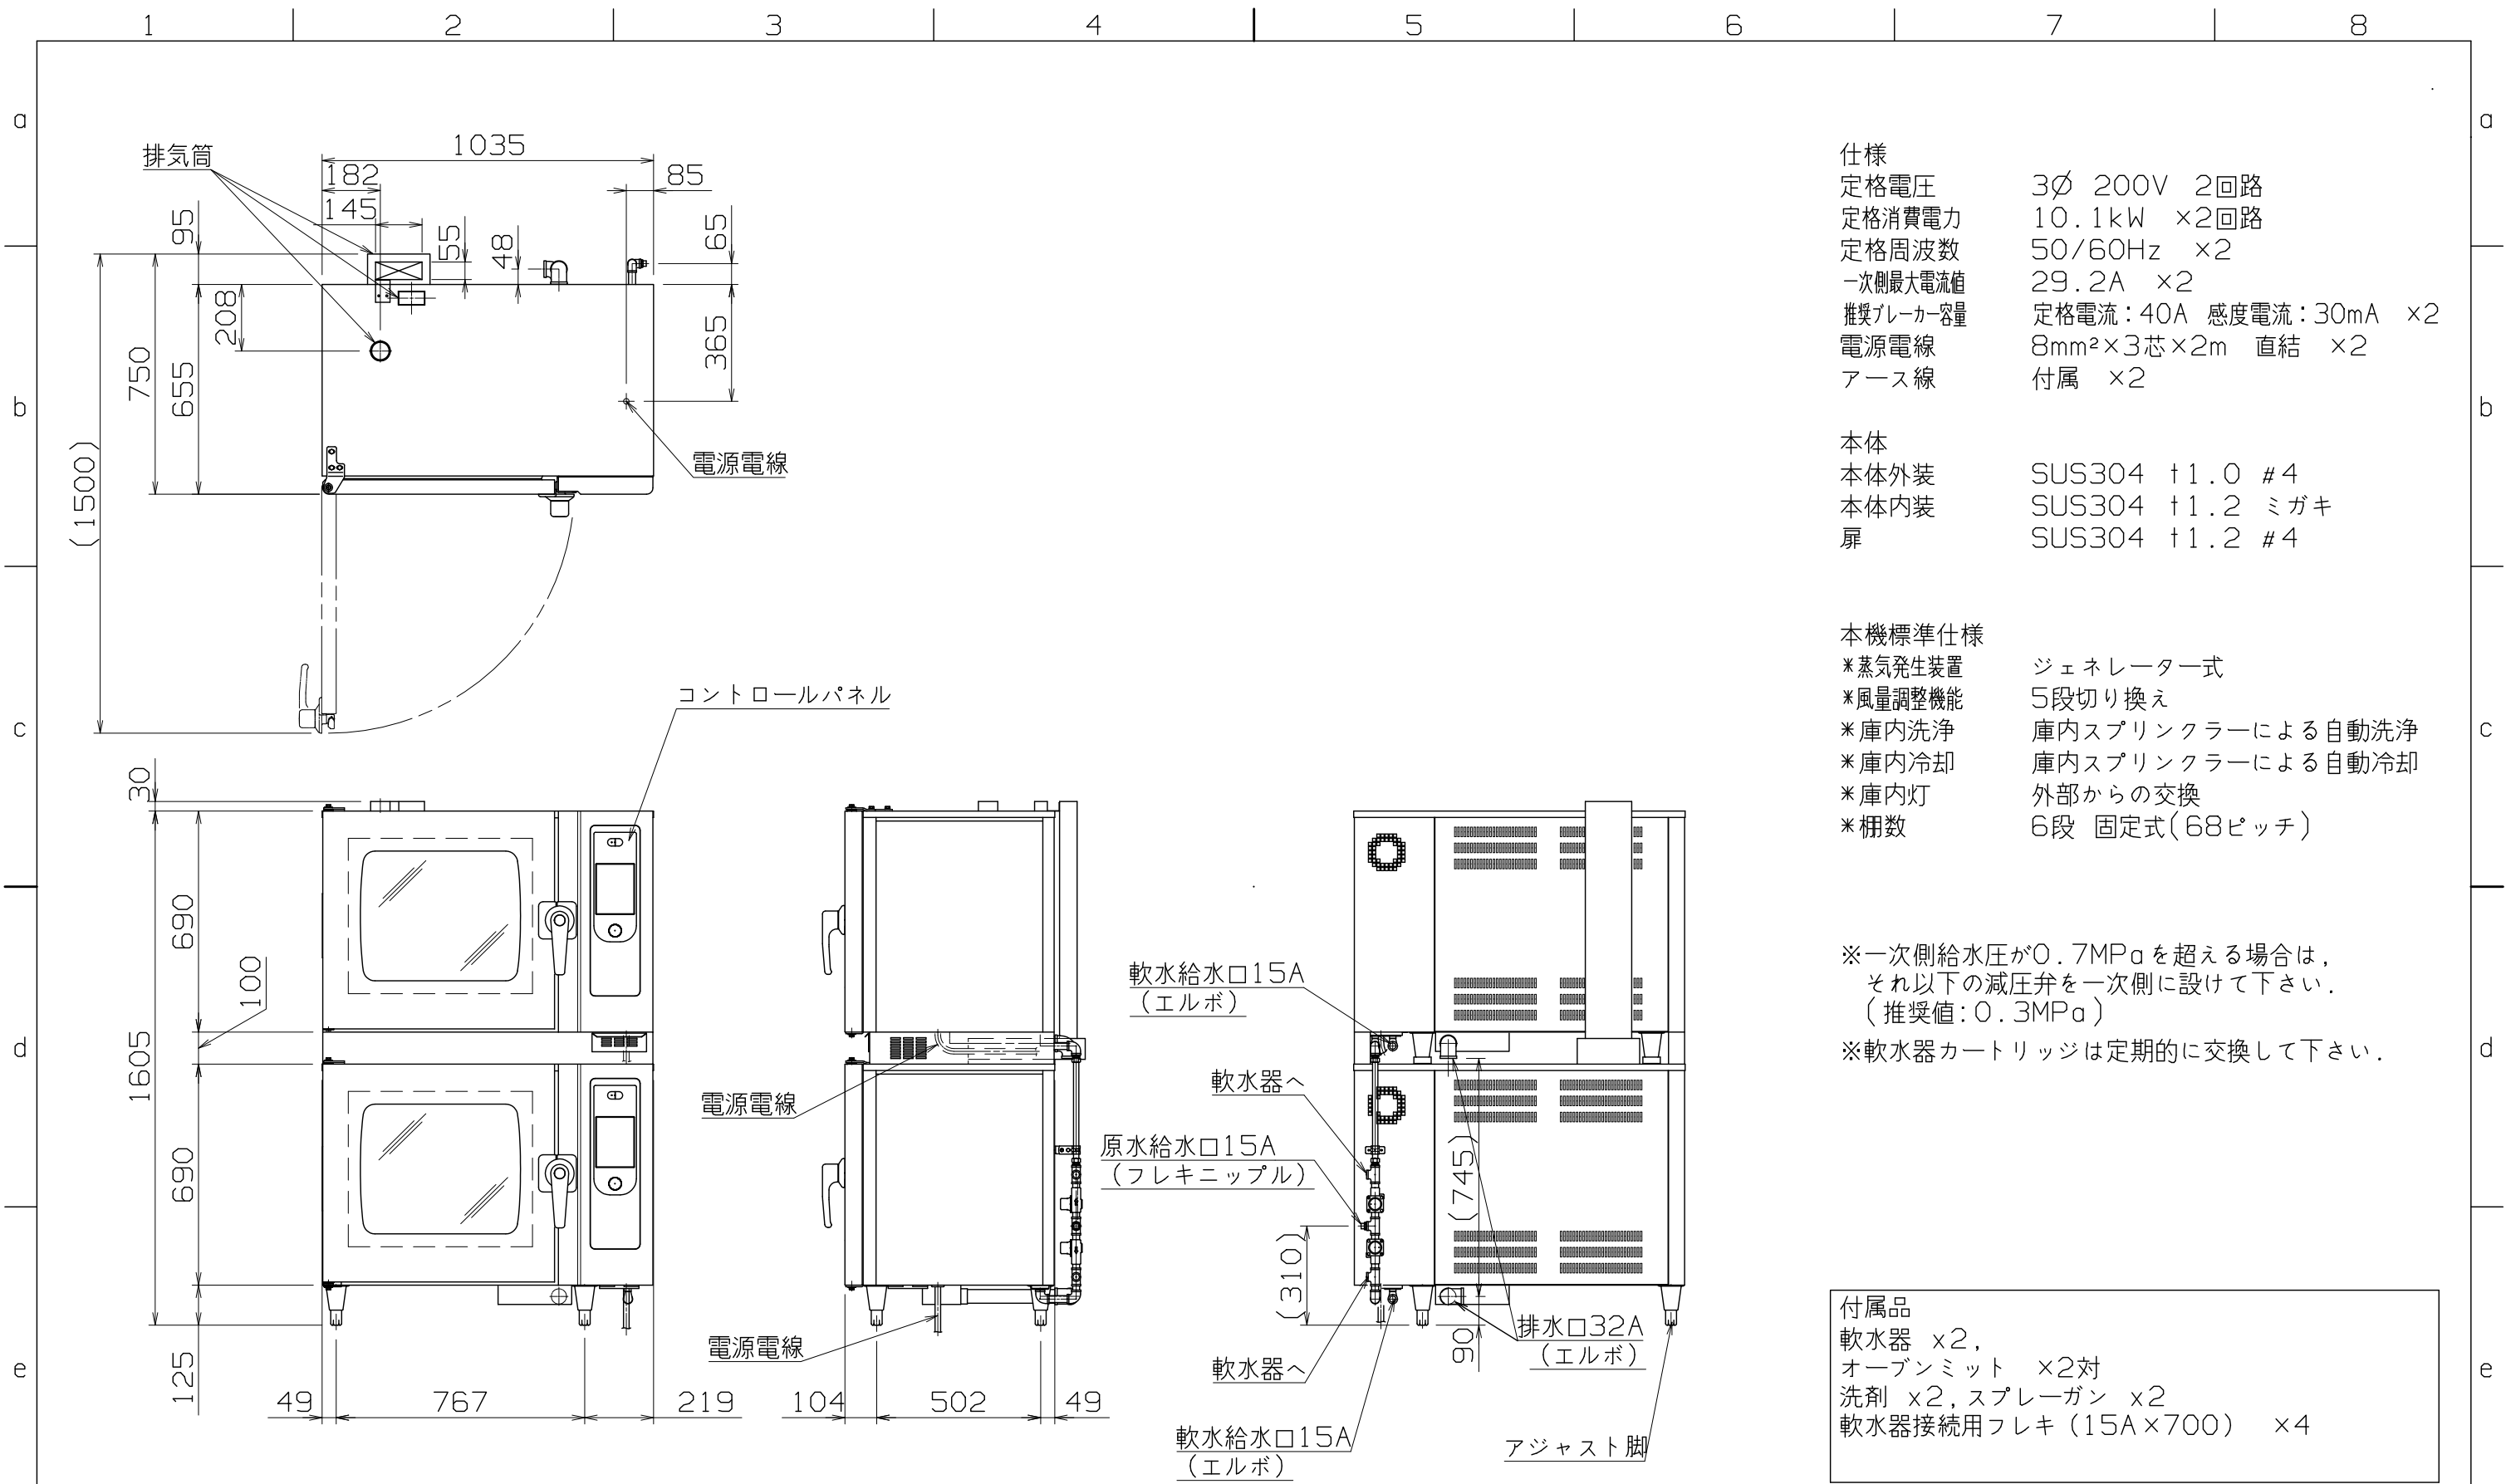 1 2 3 4 5 6 7 8
a a
b b
c c
d d
e e
排気筒
1035
182
85
145
95
55
48
65
208
365
750
655
(1500)
電源電線
コントロールパネル
30
690
100
1605
690
125
49 767 219
電源電線
電源電線
104 502 49
軟水給水口15A
(エルボ)
軟水器へ
原水給水口15A
(フレキニップル)
(745)
(310)
90
排水口32A
(エルボ)
軟水器へ
軟水給水口15A
(エルボ)
アジャスト脚
仕様
定格電圧 3∅ 200V 2回路
定格消費電力 10.1kW ×2回路
定格周波数 50/60Hz ×2
一次側最大電流値 29.2A ×2
推奨ブレーカー容量 定格電流:40A 感度電流:30mA ×2
電源電線 8mm²×3芯×2m 直結 ×2
アース線 付属 ×2
本体
本体外装 SUS304 t1.0 #4
本体内装 SUS304 t1.2 ミガキ
扉 SUS304 t1.2 #4
本機標準仕様
*蒸気発生装置 ジェネレーター式
*風量調整機能 5段切り換え
*庫内洗浄 庫内スプリンクラーによる自動洗浄
*庫内冷却 庫内スプリンクラーによる自動冷却
*庫内灯 外部からの交換
*棚数 6段 固定式(68ピッチ)
※一次側給水圧が0.7MPaを超える場合は,
それ以下の減圧弁を一次側に設けて下さい.
(推奨値:0.3MPa)
※軟水器カートリッジは定期的に交換して下さい.
付属品
軟水器 x2,
オーブンミット ×2対
洗剤 x2,スプレーガン x2
軟水器接続用フレキ(15A×700) ×4